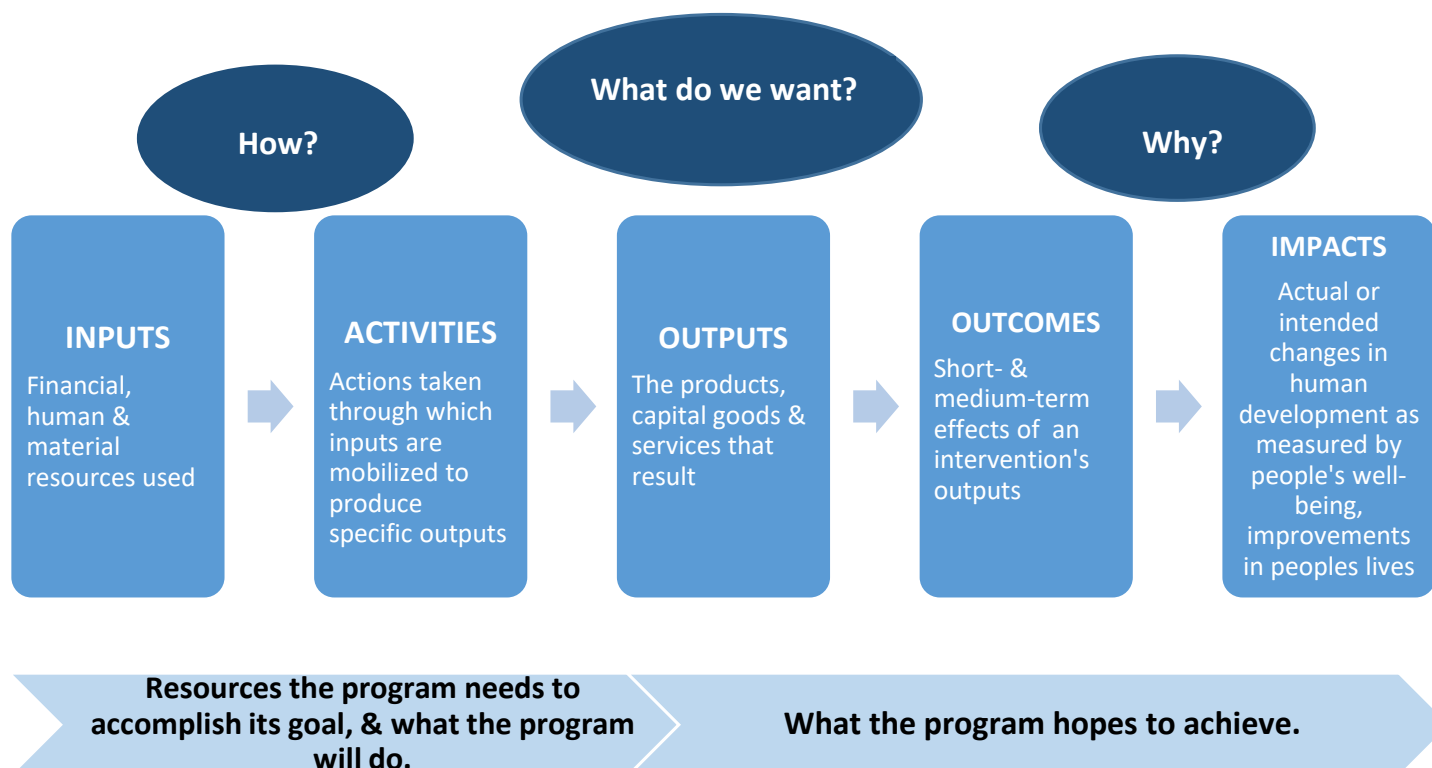 How?
What do we want?
Why?
INPUTS
Financial,
human &
material
resources used
ACTIVITIES
Actions taken
through which
inputs are
mobilized to
produce
specific outputs
OUTPUTS
The products,
capital goods &
services that
result
OUTCOMES
Short- &
medium-term
effects of  an
intervention's
outputs
IMPACTS
Actual or
intended
changes in
human
development as
measured by
people's well-
being,
improvements
in peoples lives
Resources the program needs to
accomplish its goal, & what the program
will do.
What the program hopes to achieve.